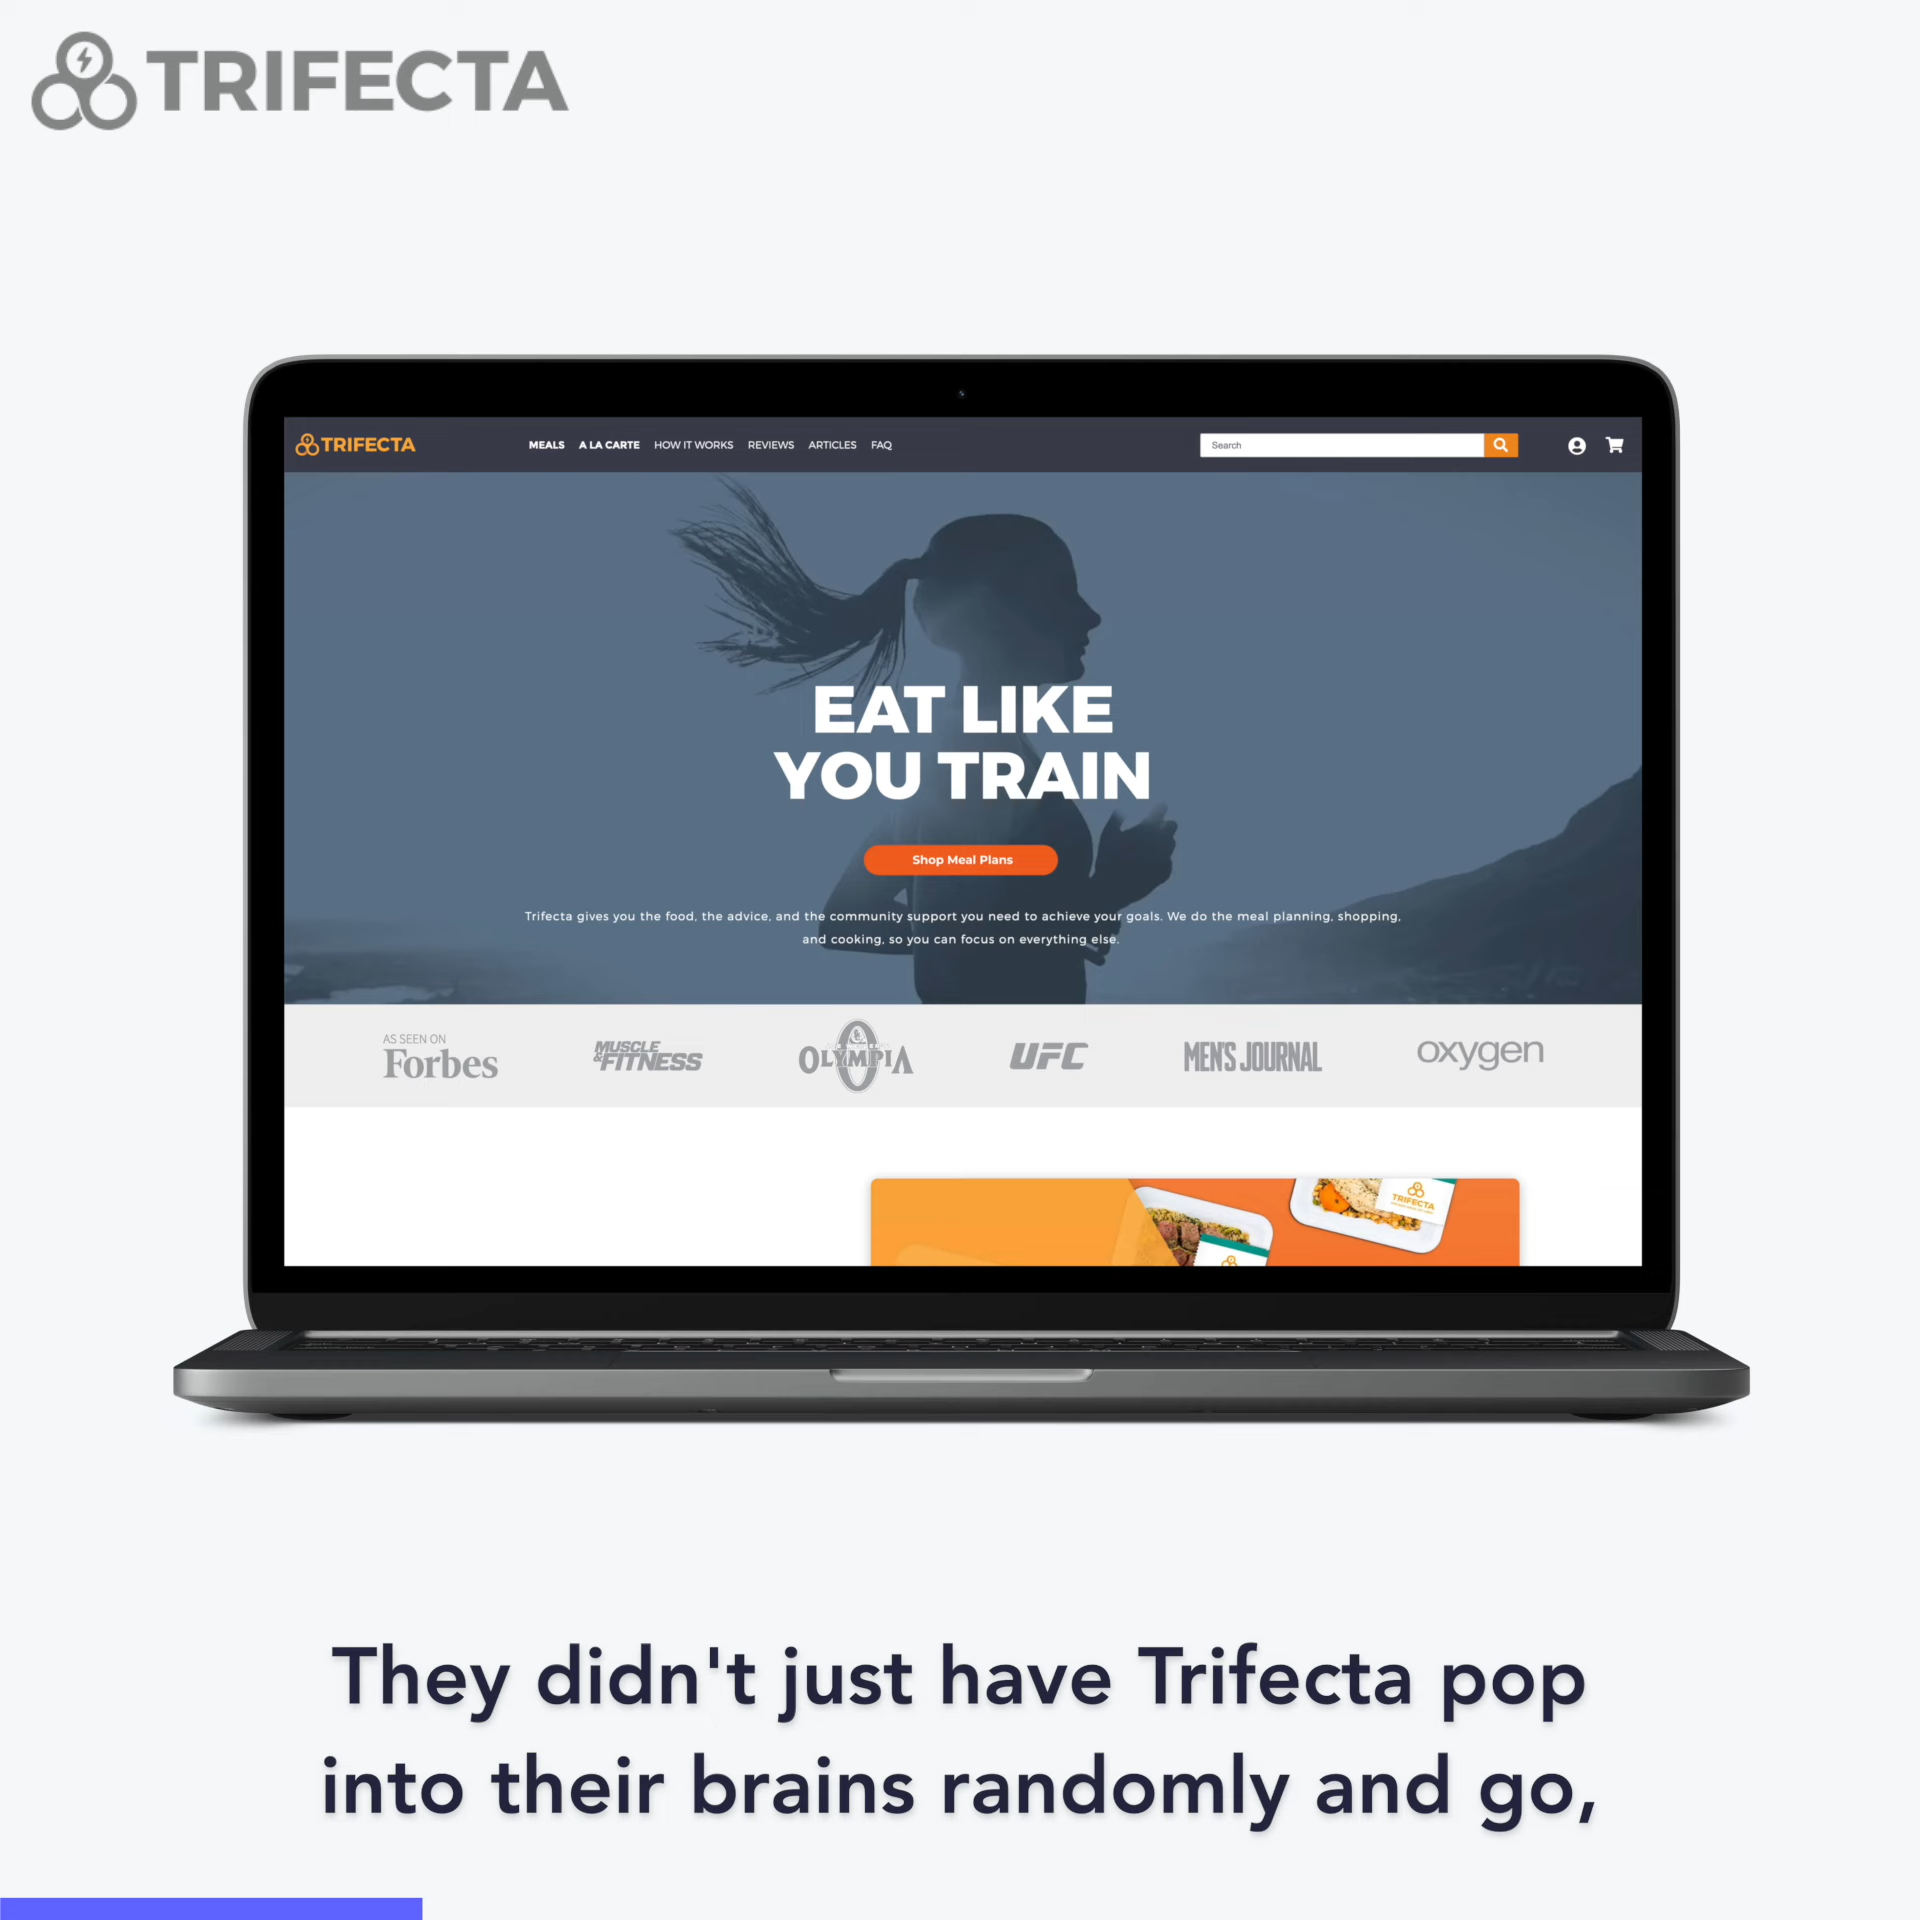 TRIFECTA
TRIFECTA
MEALS A LA CARTE HOW IT WORKS REVIEWS ARTICLES FAQ
Search
EAT LIKE
YOU TRAIN
Shop Meal Plans
Trifecta gives you the food, the advice, and the community support you need to achieve your goals. We do the meal planning, shopping,
and cooking, so you can focus on everything else.
AS SEEN ON
Forbes
MUSCLE
&FITNESS
OLYMPIA
UFC
MEN'S JOURNAL
oxygen
TRIFECTA
They didn't just have Trifecta pop
into their brains randomly and go,